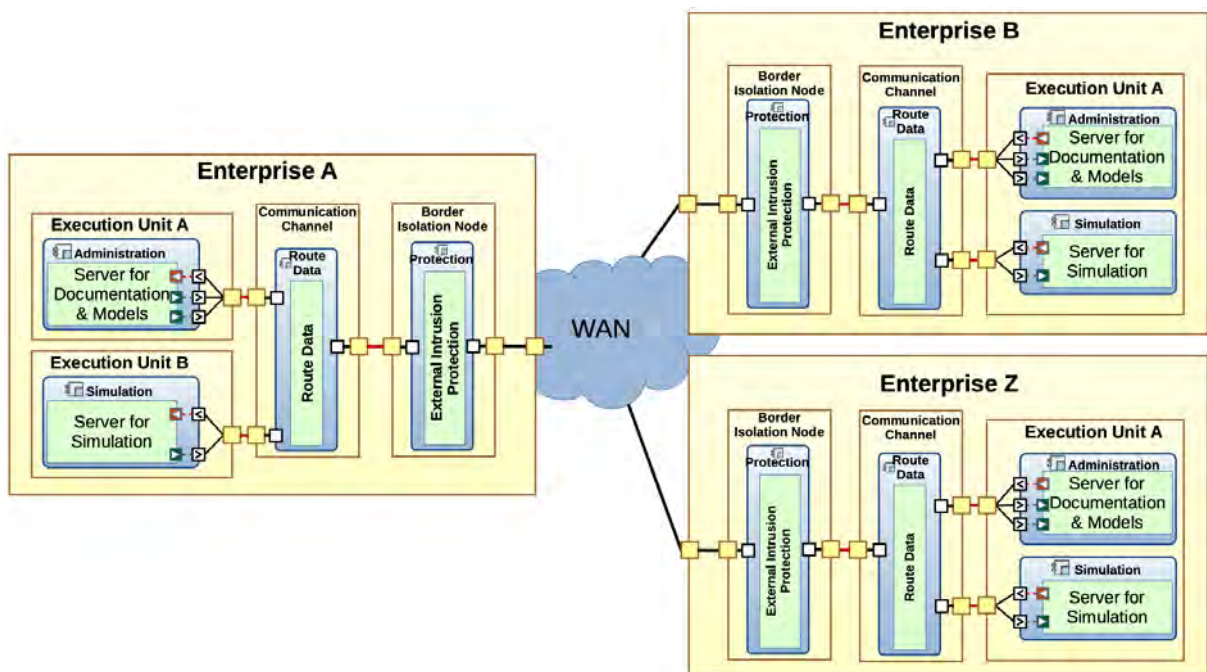 Enterprise A
Execution Unit A
Administration
Server for
Documentation
& Models
Execution Unit B
Simulation
Server for
Simulation
Communication
Channel
Route
Data
Route Data
Border
Isolation Node
Protection
External Intrusion
Protection
WAN
Enterprise B
Border
Isolation Node
Protection
External Intrusion
Protection
Communication
Channel
Route
Data
Route Data
Execution Unit A
Administration
Server for
Documentation
& Models
Simulation
Server for
Simulation
Enterprise Z
Border
Isolation Node
Protection
External Intrusion
Protection
Communication
Channel
Route
Data
Route Data
Execution Unit A
Administration
Server for
Documentation
& Models
Simulation
Server for
Simulation